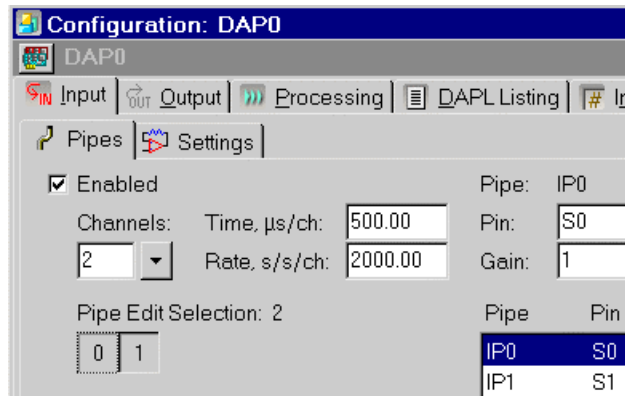 Configuration: DAP0
DAP0
IN Input OUT Output Processing DAPL Listing #
Pipes Settings
Enabled Pipe: IP0
Channels: Time, µs/ch: 500.00 Pin: S0
2 Rate, s/s/ch: 2000.00 Gain: 1
Pipe Edit Selection: 2 Pipe Pin
0 1 IP0 S0
IP1 S1